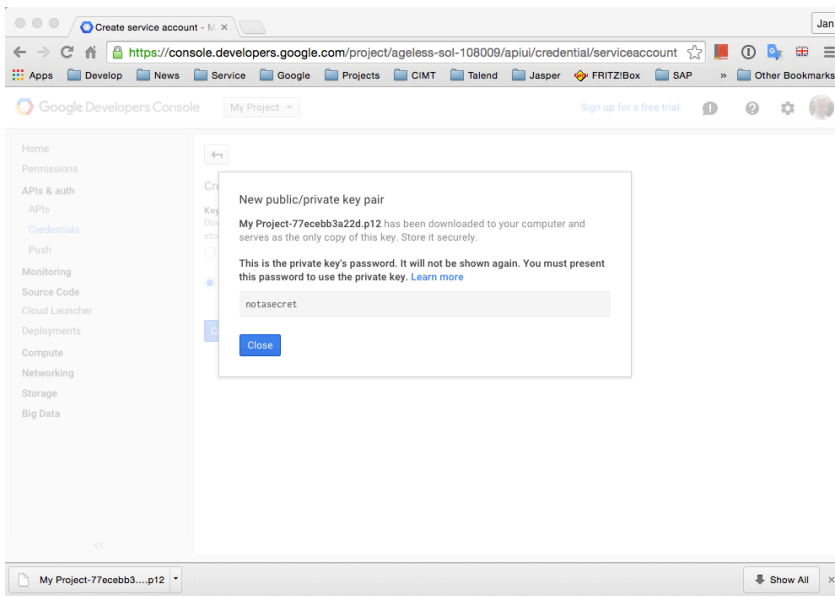 Create service account - M
Jan
https://console.developers.google.com/project/ageless-sol-108009/apiui/credential/serviceaccount
Apps Develop News Service Google Projects CIMT Talend Jasper FRITZ!Box SAP » Other Bookmarks
Google Developers Console My Project Sign up for a free trial.
Home
Permissions
APIs & auth
APIs
Credentials
Push
Monitoring
Source Code
Cloud Launcher
Deployments
Compute
Networking
Storage
Big Data
Cre
Key
New public/private key pair
My Project-77ecebb3a22d.p12 has been downloaded to your computer and
serves as the only copy of this key. Store it securely.
This is the private key's password. It will not be shown again. You must present
this password to use the private key. Learn more
notasecret
Close
My Project-77ecebb3....p12
Show All